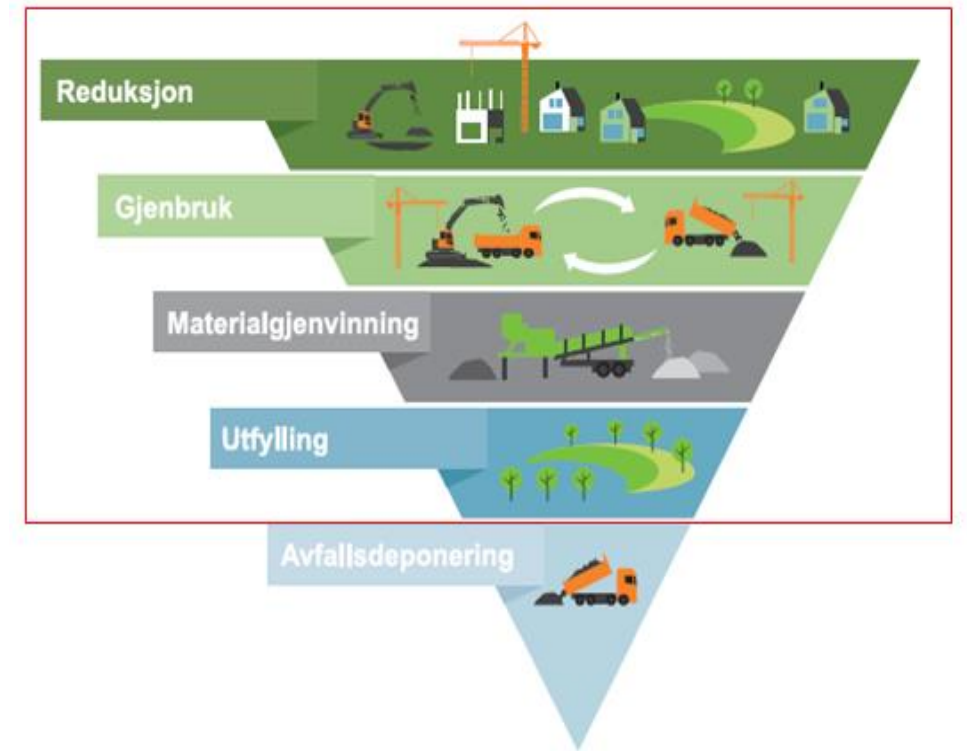 Reduksjon
Gjenbruk
Materialgjenvinning
Utfylling
Avfallsdeponering